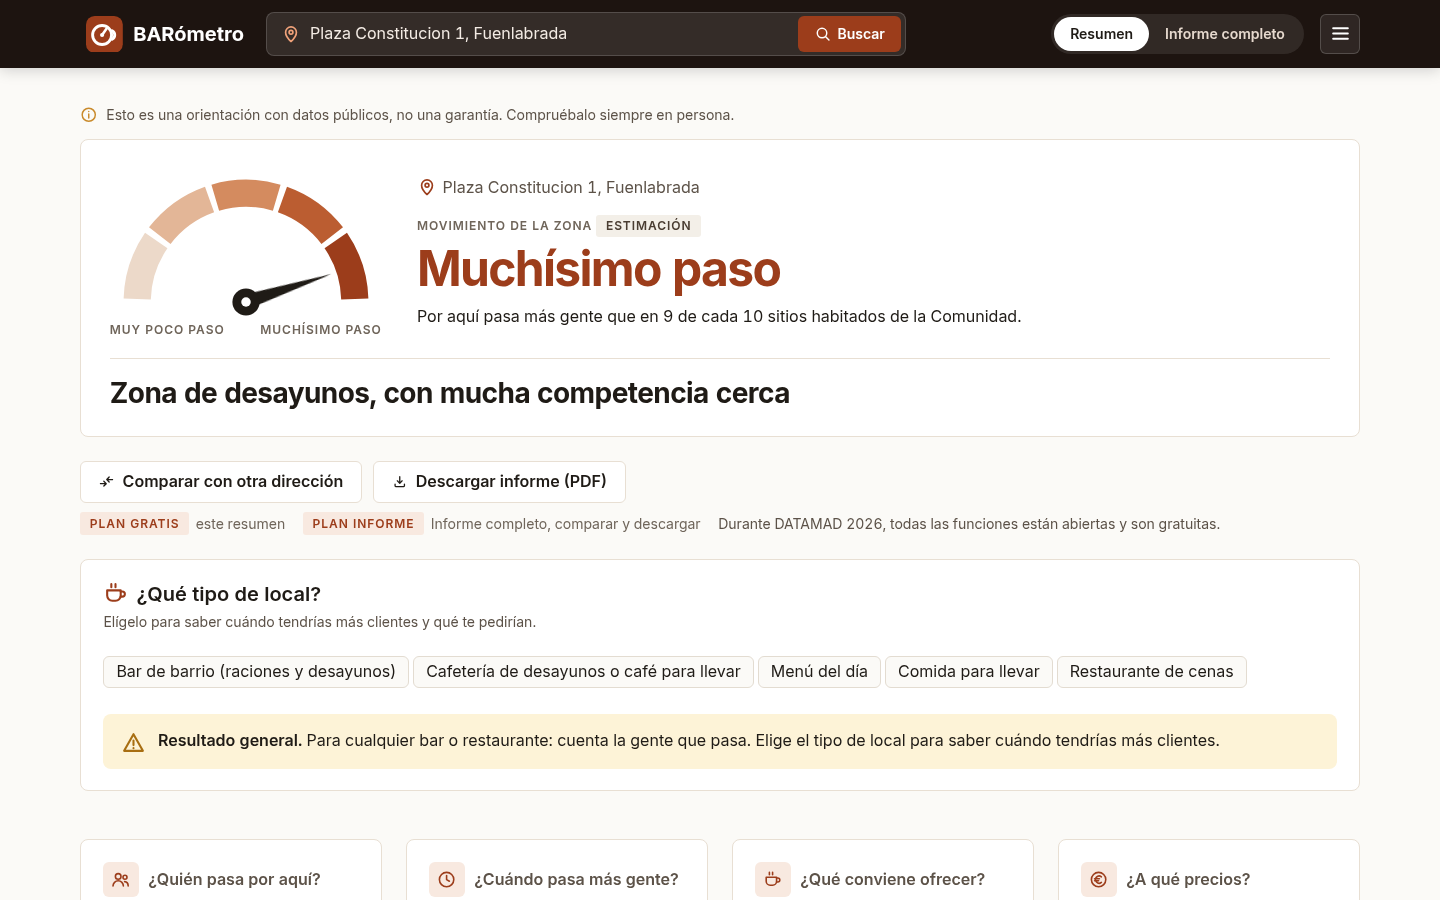 BARómetro
Plaza Constitucion 1, Fuenlabrada
Buscar
Resumen
Informe completo
Esto es una orientación con datos públicos, no una garantía. Compruébalo siempre en persona.
MUY POCO PASO
MUCHÍSIMO PASO
Plaza Constitucion 1, Fuenlabrada
MOVIMIENTO DE LA ZONA ESTIMACIÓN
Muchísimo paso
Por aquí pasa más gente que en 9 de cada 10 sitios habitados de la Comunidad.
Zona de desayunos, con mucha competencia cerca
Comparar con otra dirección
Descargar informe (PDF)
PLAN GRATIS este resumen PLAN INFORME Informe completo, comparar y descargar Durante DATAMAD 2026, todas las funciones están abiertas y son gratuitas.
¿Qué tipo de local?
Elígelo para saber cuándo tendrías más clientes y qué te pedirían.
Bar de barrio (raciones y desayunos)
Cafetería de desayunos o café para llevar
Menú del día
Comida para llevar
Restaurante de cenas
Resultado general. Para cualquier bar o restaurante: cuenta la gente que pasa. Elige el tipo de local para saber cuándo tendrías más clientes.
¿Quién pasa por aquí?
¿Cuándo pasa más gente?
¿Qué conviene ofrecer?
¿A qué precios?